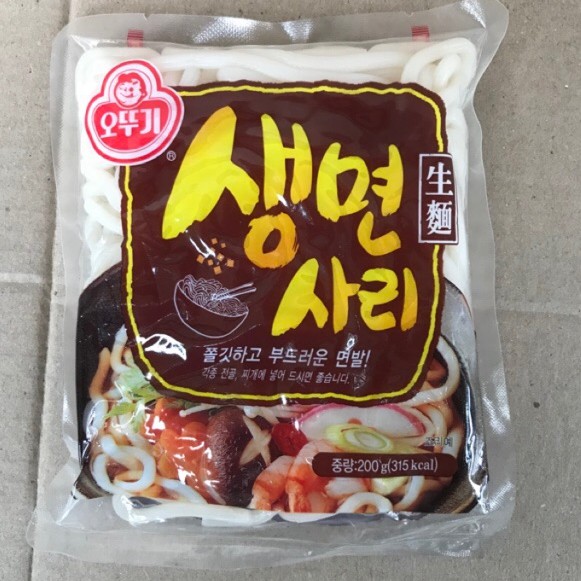 오뚜기
®
생면
生麵
사리
쫄깃하고 부드러운 면발!
각종 전골, 찌개에 넣어 드시면 좋습니다.
조리예
중량:200g(315 kcal)